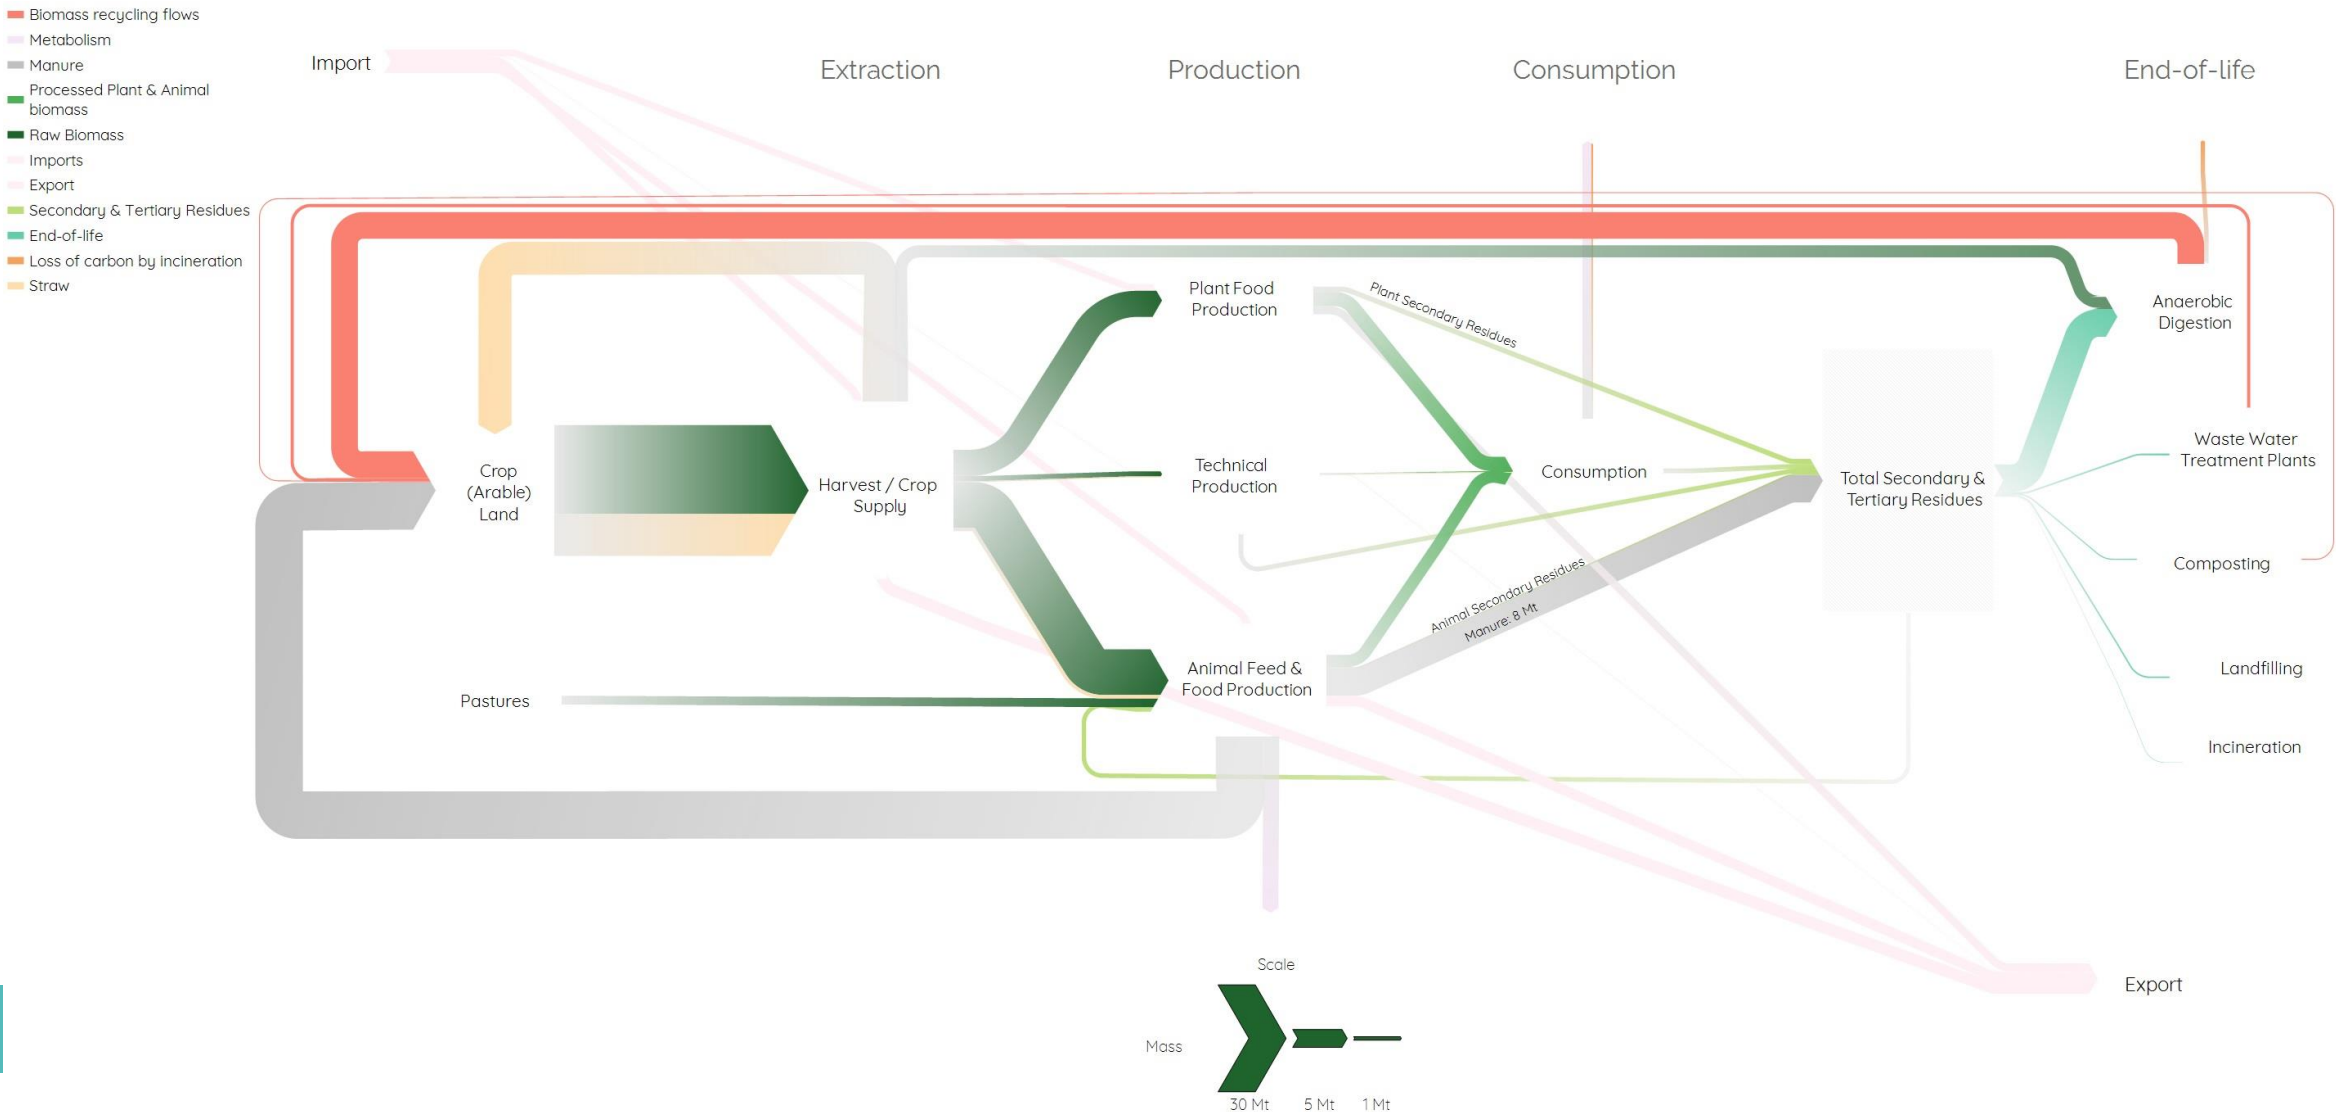 Biomass recycling flows
Metabolism
Manure
Processed Plant & Animal
biomass
Raw Biomass
Imports
Export
Secondary & Tertiary Residues
End-of-life
Loss of carbon by incineration
Straw
Import
Extraction
Production
Consumption
End-of-life
Plant Food
Production
Plant Secondary Residues
Anaerobic
Digestion
Crop
(Arable)
Land
Harvest / Crop
Supply
Technical
Production
Consumption
Total Secondary &
Tertiary Residues
Waste Water
Treatment Plants
Composting
Animal Secondary Residues
Manure: 8 Mt
Pastures
Animal Feed &
Food Production
Landfilling
Incineration
Export
Scale
Mass
30 Mt
5 Mt
1 Mt